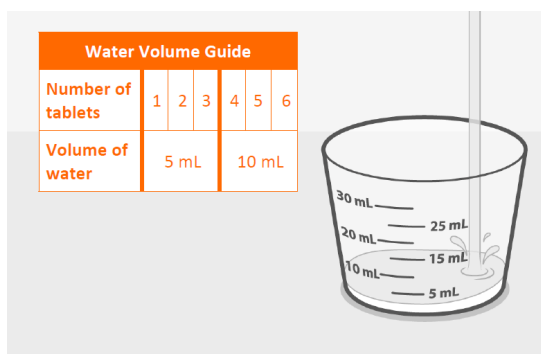 Water Volume Guide
Number of tablets 1 2 3 4 5 6
Volume of water 5 mL 10 mL
30 mL
25 mL
20 mL
15 mL
10 mL
5 mL